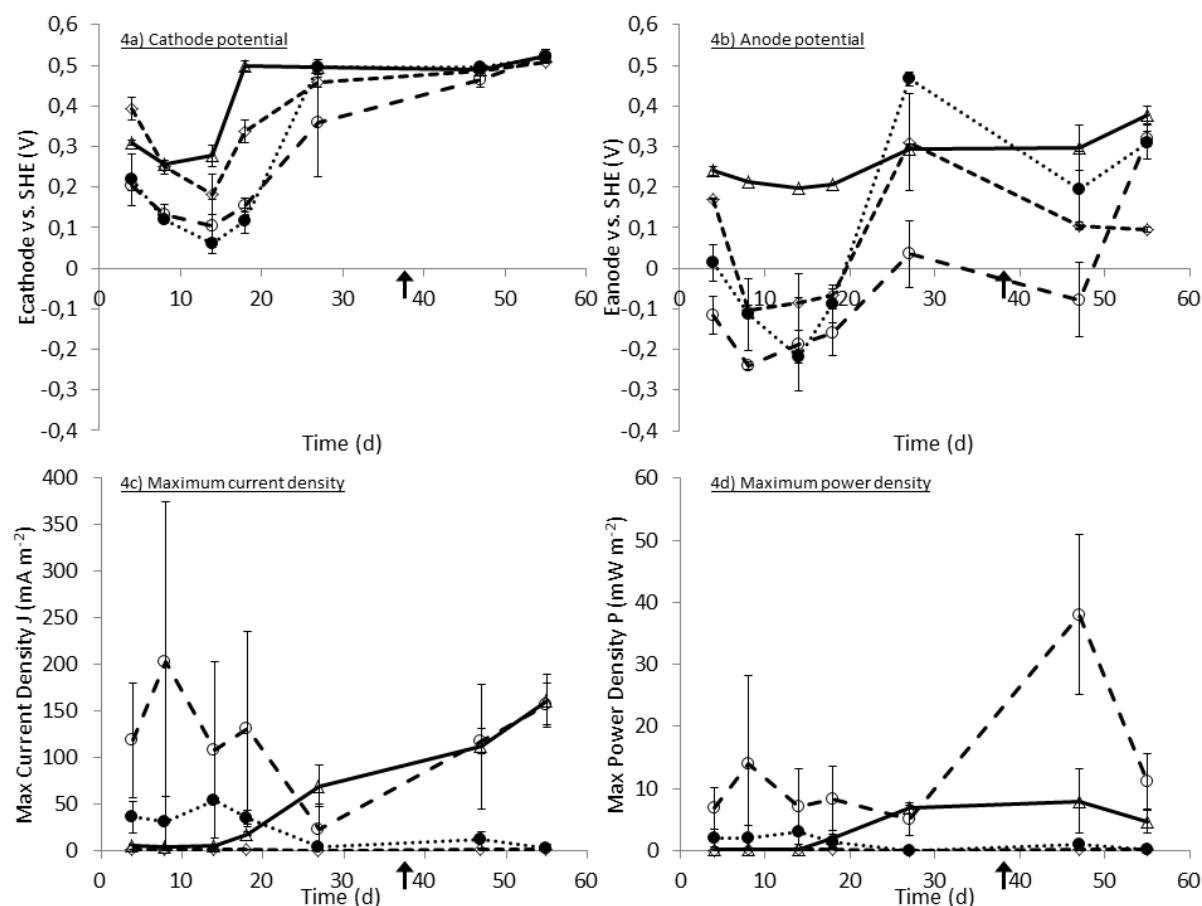 4a) Cathode potential
Ecathode vs. SHE (V)
0,6
0,5
0,4
0,3
0,2
0,1
0
-0,1
-0,2
-0,3
-0,4
0 10 20 30 40 50 60
Time (d)
4b) Anode potential
Eanode vs. SHE (V)
0,6
0,5
0,4
0,3
0,2
0,1
0
-0,1
-0,2
-0,3
-0,4
0 10 20 30 40 50 60
Time (d)
4c) Maximum current density
Max Current Density J (mA m⁻²)
400
350
300
250
200
150
100
50
0
0 10 20 30 40 50 60
Time (d)
4d) Maximum power density
Max Power Density P (mW m⁻²)
60
50
40
30
20
10
0
0 10 20 30 40 50 60
Time (d)